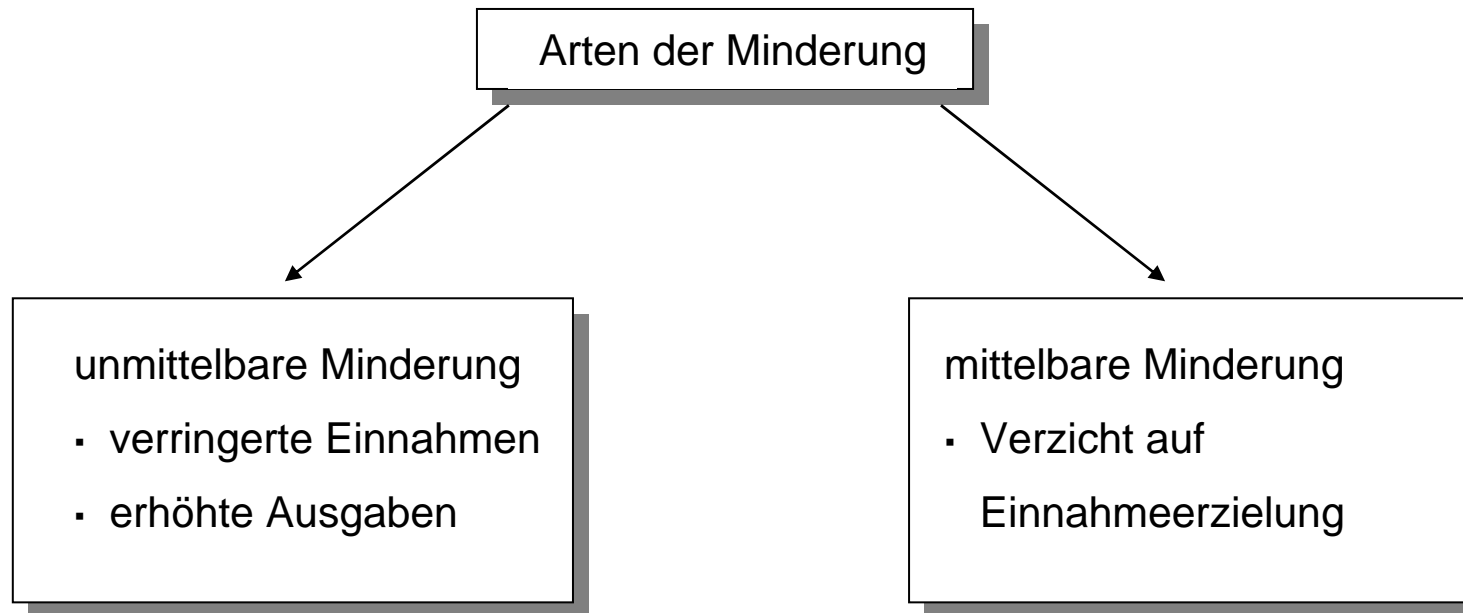 Arten der Minderung
unmittelbare Minderung
▪ verringerte Einnahmen
▪ erhöhte Ausgaben
mittelbare Minderung
▪ Verzicht auf
Einnahmeerzielung